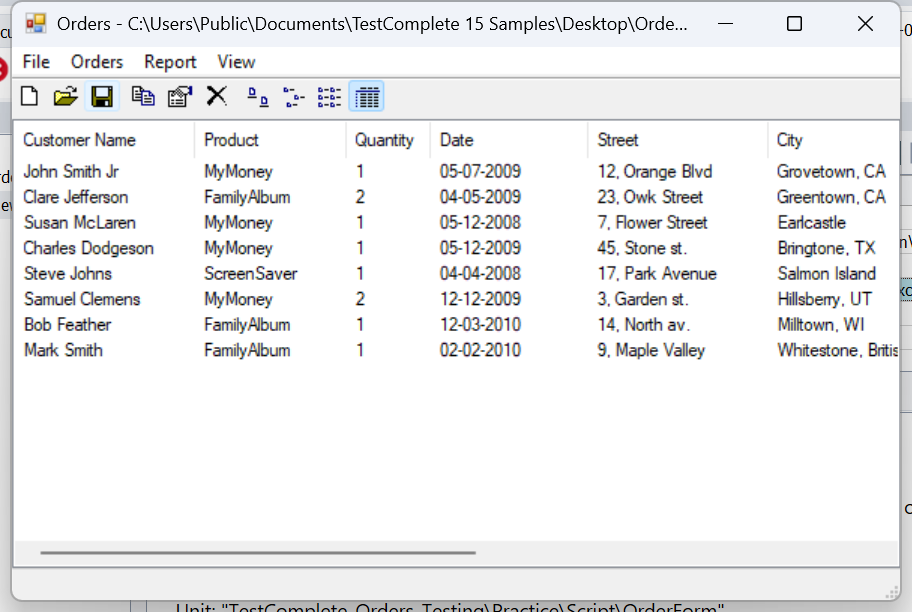 Orders - C:\Users\Public\Documents\TestComplete 15 Samples\Desktop\Orde...
File Orders Report View
Customer Name Product Quantity Date Street City
John Smith Jr MyMoney 1 05-07-2009 12, Orange Blvd Grovetown, CA
Clare Jefferson FamilyAlbum 2 04-05-2009 23, Owk Street Greentown, CA
Susan McLaren MyMoney 1 05-12-2008 7, Flower Street Earlcastle
Charles Dodgeson MyMoney 1 05-12-2009 45, Stone st. Bringtone, TX
Steve Johns ScreenSaver 1 04-04-2008 17, Park Avenue Salmon Island
Samuel Clemens MyMoney 2 12-12-2009 3, Garden st. Hillsberry, UT
Bob Feather FamilyAlbum 1 12-03-2010 14, North av. Milltown, WI
Mark Smith FamilyAlbum 1 02-02-2010 9, Maple Valley Whitestone, Britis
Unit: "TestComplete_Orders_Testing\Practice\Script\OrderForm"